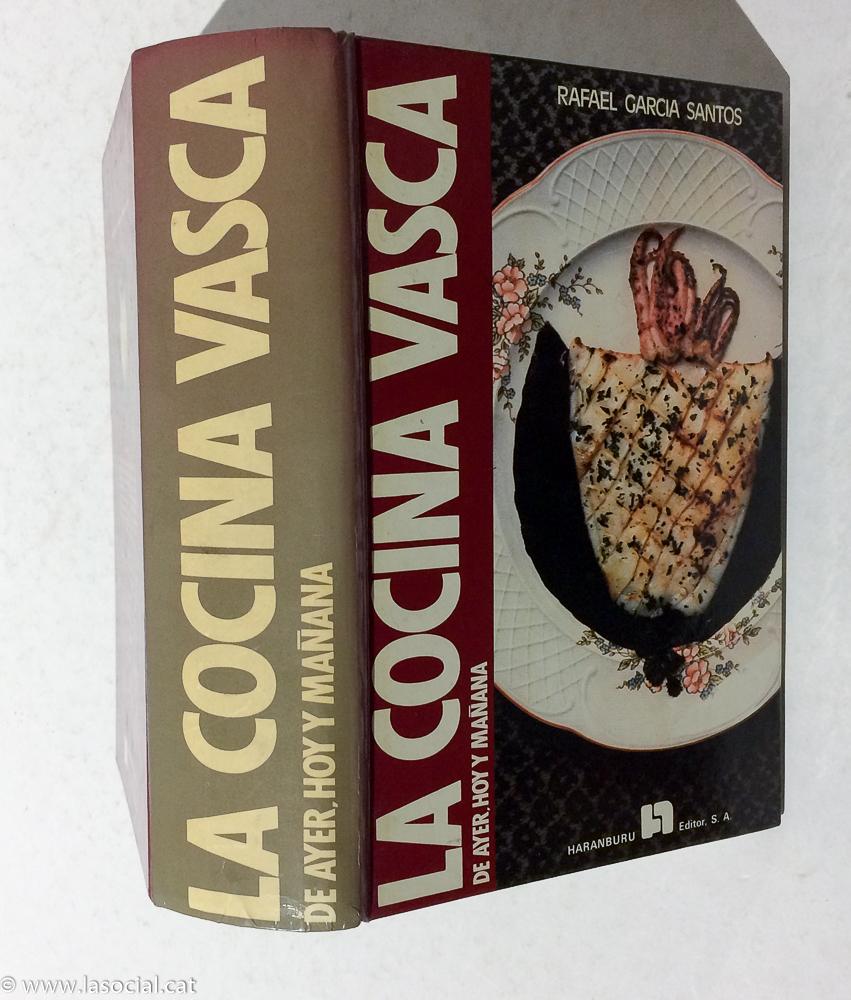 LA COCINA VASCA
DE AYER, HOY Y MAÑANA
LA COCINA VASCA
DE AYER, HOY Y MAÑANA
RAFAEL GARCIA SANTOS
HARANBURU Editor, S. A.
© www.lasocial.cat